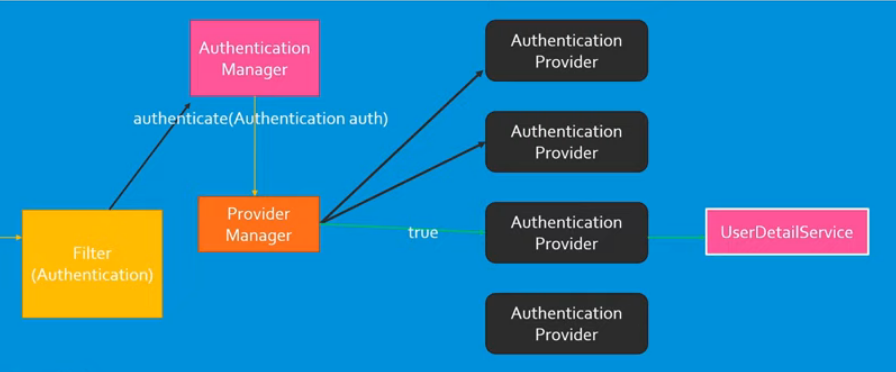 Authentication
Manager
authenticate(Authentication auth)
Provider
Manager
Filter
(Authentication)
true
Authentication
Provider
Authentication
Provider
Authentication
Provider
Authentication
Provider
UserDetailService